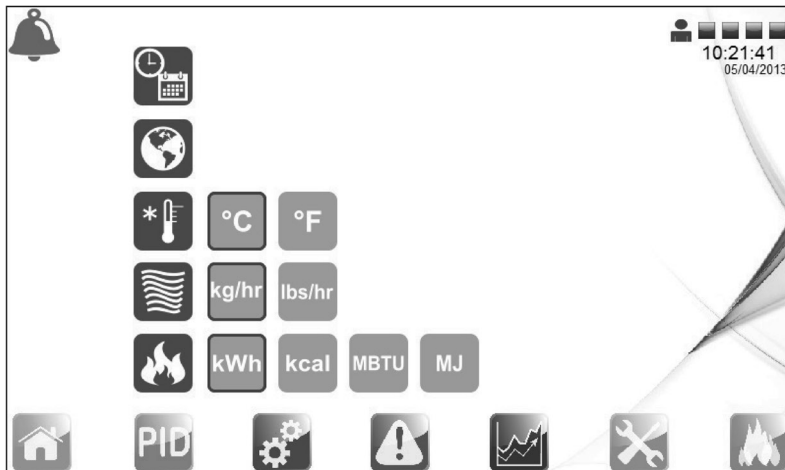 10:21:41
05/04/2013
°C °F
kg/hr lbs/hr
kWh kcal MBTU MJ
PID